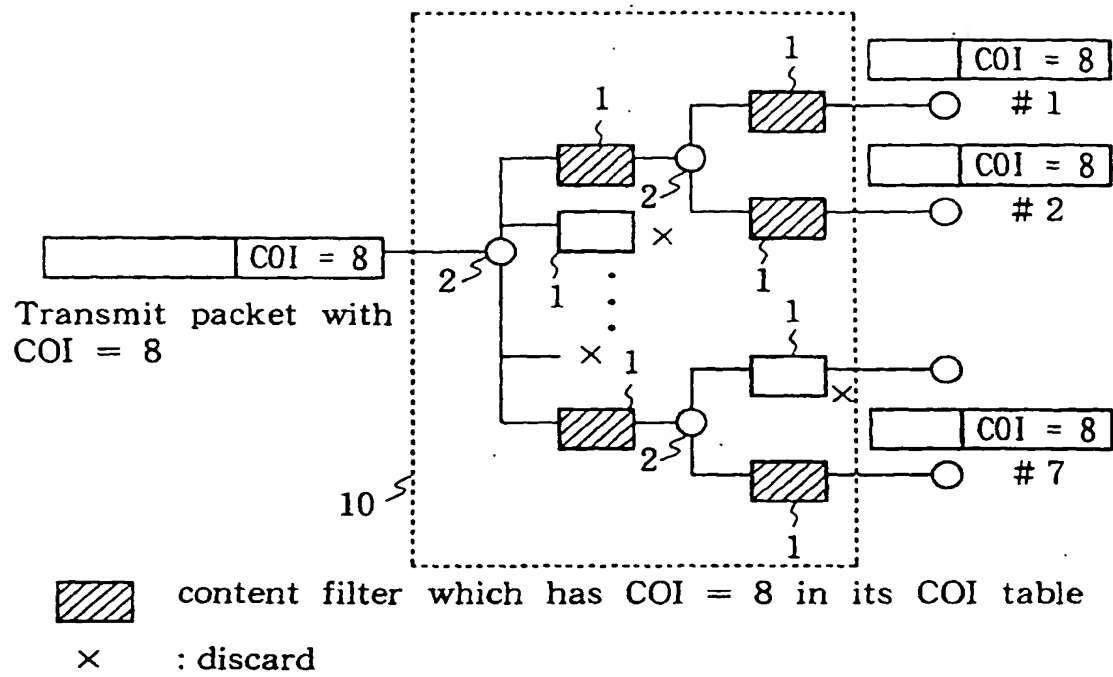 1
COI = 8
# 1
1
2
1
COI = 8
# 2
COI = 8
2
1
1
Transmit packet with
COI = 8
1
1
2
COI = 8
# 7
10
1
content filter which has COI = 8 in its COI table
× : discard